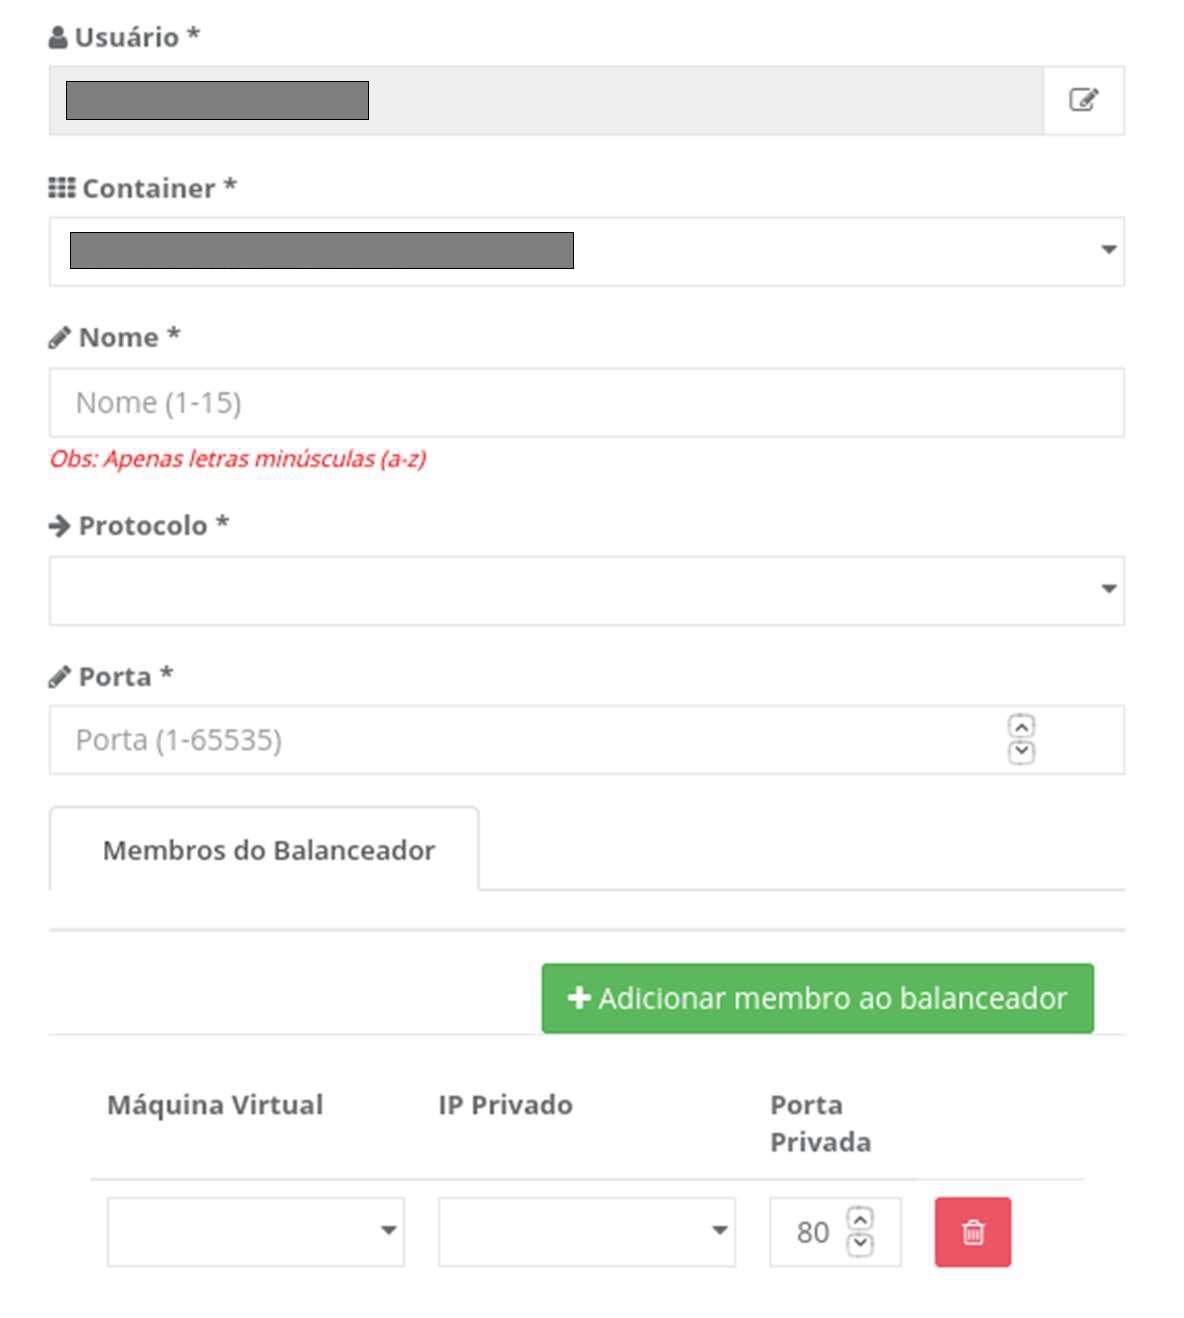 Usuário *
Container *
Nome *
Nome (1-15)
Obs: Apenas letras minúsculas (a-z)
Protocolo *
Porta *
Porta (1-65535)
Membros do Balanceador
Adicionar membro ao balanceador
Máquina Virtual IP Privado Porta
Privada
80